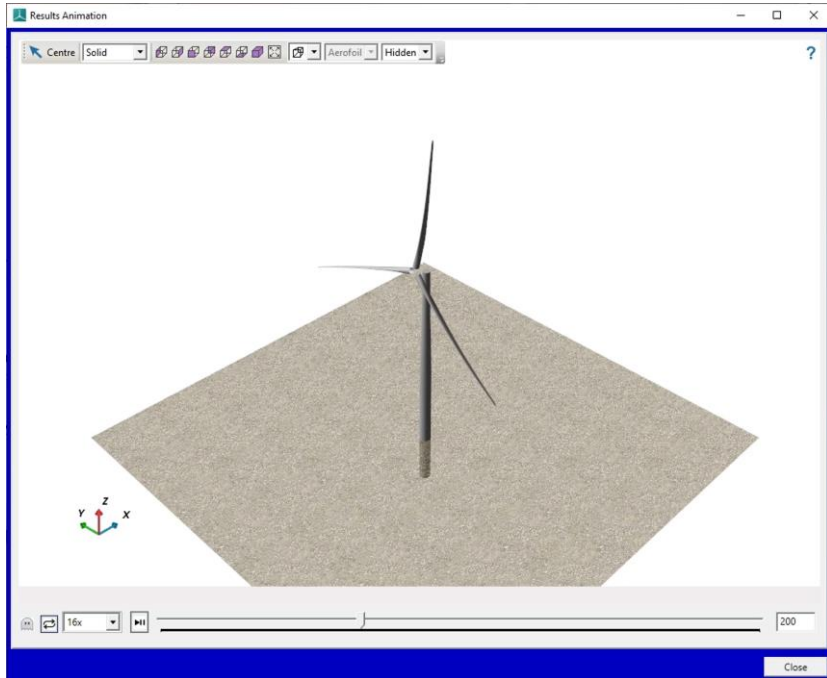 Results Animation
Centre Solid Aerofoil Hidden
?
Z
Y X
16x 200
Close